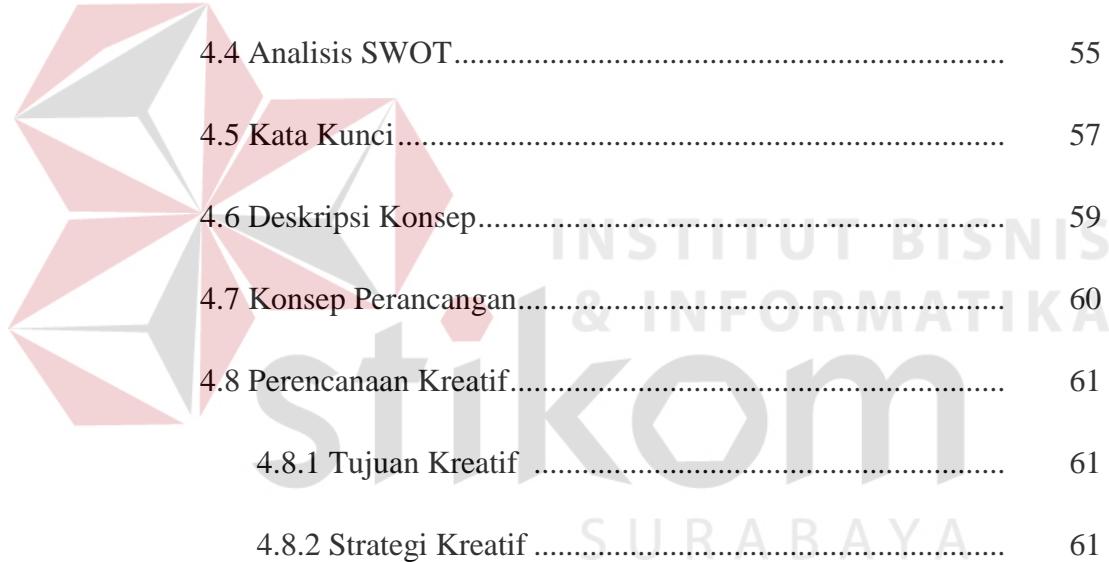 4.4 Analisis SWOT..................................................................... 55
4.5 Kata Kunci............................................................................ 57
4.6 Deskripsi Konsep.................................................................. 59
INSTITUT BISNIS
4.7 Konsep Perancangan............................................................. 60
& INFORMATIKA
stikom
4.8 Perencanaan Kreatif.............................................................. 61
4.8.1 Tujuan Kreatif ........................................................... 61
4.8.2 Strategi Kreatif ........................................................... 61
SURABAYA